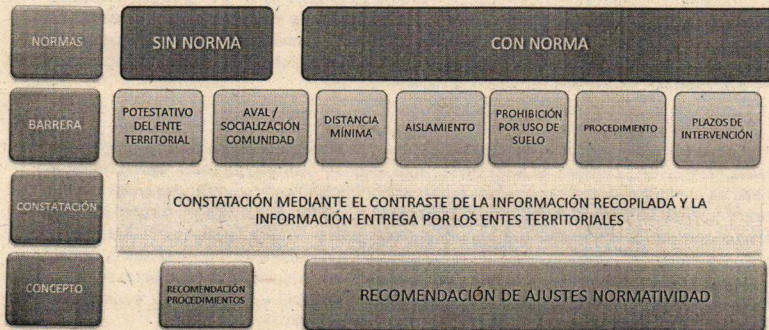 NORMAS
SIN NORMA
CON NORMA
BARRERA
POTESTATIVO
DEL ENTE
TERRITORIAL
AVAL /
SOCIALIZACIÓN
COMUNIDAD
DISTANCIA
MÍNIMA
AISLAMIENTO
PROHIBICIÓN
POR USO DE
SUELO
PROCEDIMIENTO
PLAZOS DE
INTERVENCIÓN
CONSTATACIÓN
CONSTATACIÓN MEDIANTE EL CONTRASTE DE LA INFORMACIÓN RECOPILADA Y LA
INFORMACIÓN ENTREGA POR LOS ENTES TERRITORIALES
CONCEPTO
RECOMENDACIÓN
PROCEDIMIENTOS
RECOMENDACIÓN DE AJUSTES NORMATIVIDAD